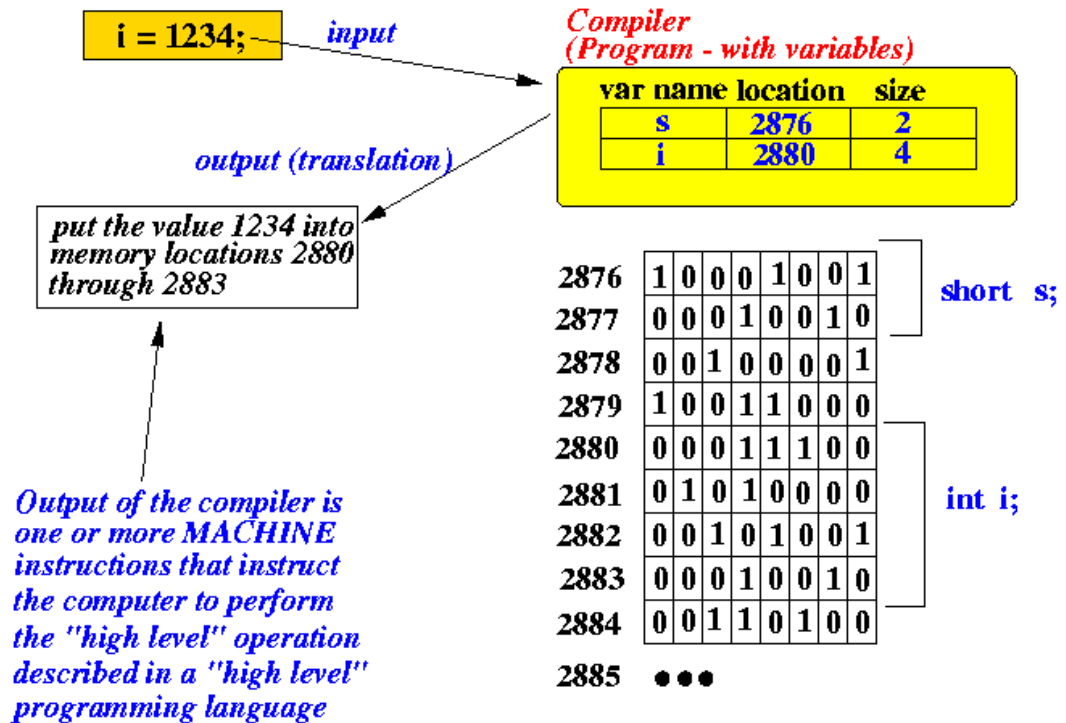 i = 1234;
input
Compiler
(Program - with variables)
var name location size
s 2876 2
i 2880 4
output (translation)
put the value 1234 into
memory locations 2880
through 2883
2876 1 0 0 0 1 0 0 1
2877 0 0 0 1 0 0 1 0
short s;
2878 0 0 1 0 0 0 0 1
2879 1 0 0 1 1 0 0 0
2880 0 0 0 1 1 1 0 0
2881 0 1 0 1 0 0 0 0
int i;
2882 0 0 1 0 1 0 0 1
2883 0 0 0 1 0 0 1 0
2884 0 0 1 1 0 1 0 0
2885 •••
Output of the compiler is
one or more MACHINE
instructions that instruct
the computer to perform
the "high level" operation
described in a "high level"
programming language